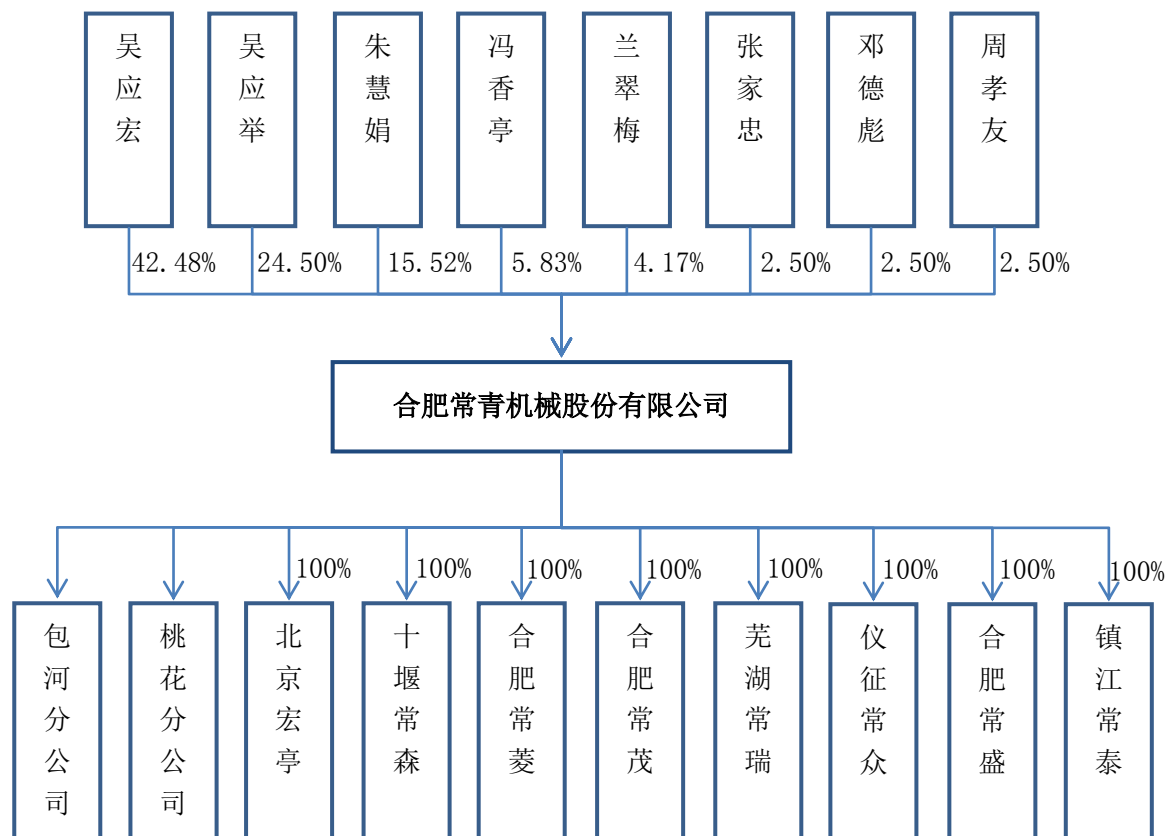 吴应宏
吴应举
朱慧娟
冯香亭
兰翠梅
张家忠
邓德彪
周孝友
42.48%
24.50%
15.52%
5.83%
4.17%
2.50%
2.50%
2.50%
合肥常青机械股份有限公司
100%
100%
100%
100%
100%
100%
100%
100%
包河分公司
桃花分公司
北京宏亭
十堰常森
合肥常菱
合肥常茂
芜湖常瑞
仪征常众
合肥常盛
镇江常泰